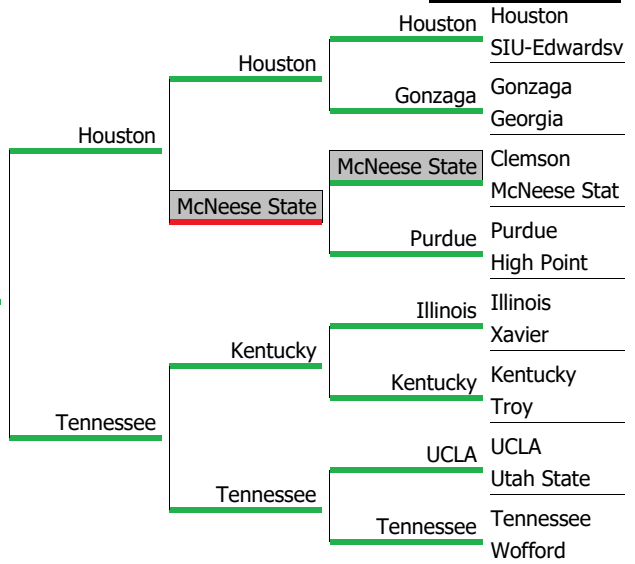 Houston
SIU-Edwardsv
Houston
Houston
Gonzaga
Georgia
Gonzaga
Houston
Clemson
McNeese Stat
McNeese State
McNeese State
Purdue
High Point
Purdue
Illinois
Xavier
Illinois
Kentucky
Kentucky
Troy
Kentucky
Tennessee
UCLA
Utah State
UCLA
Tennessee
Tennessee
Wofford
Tennessee